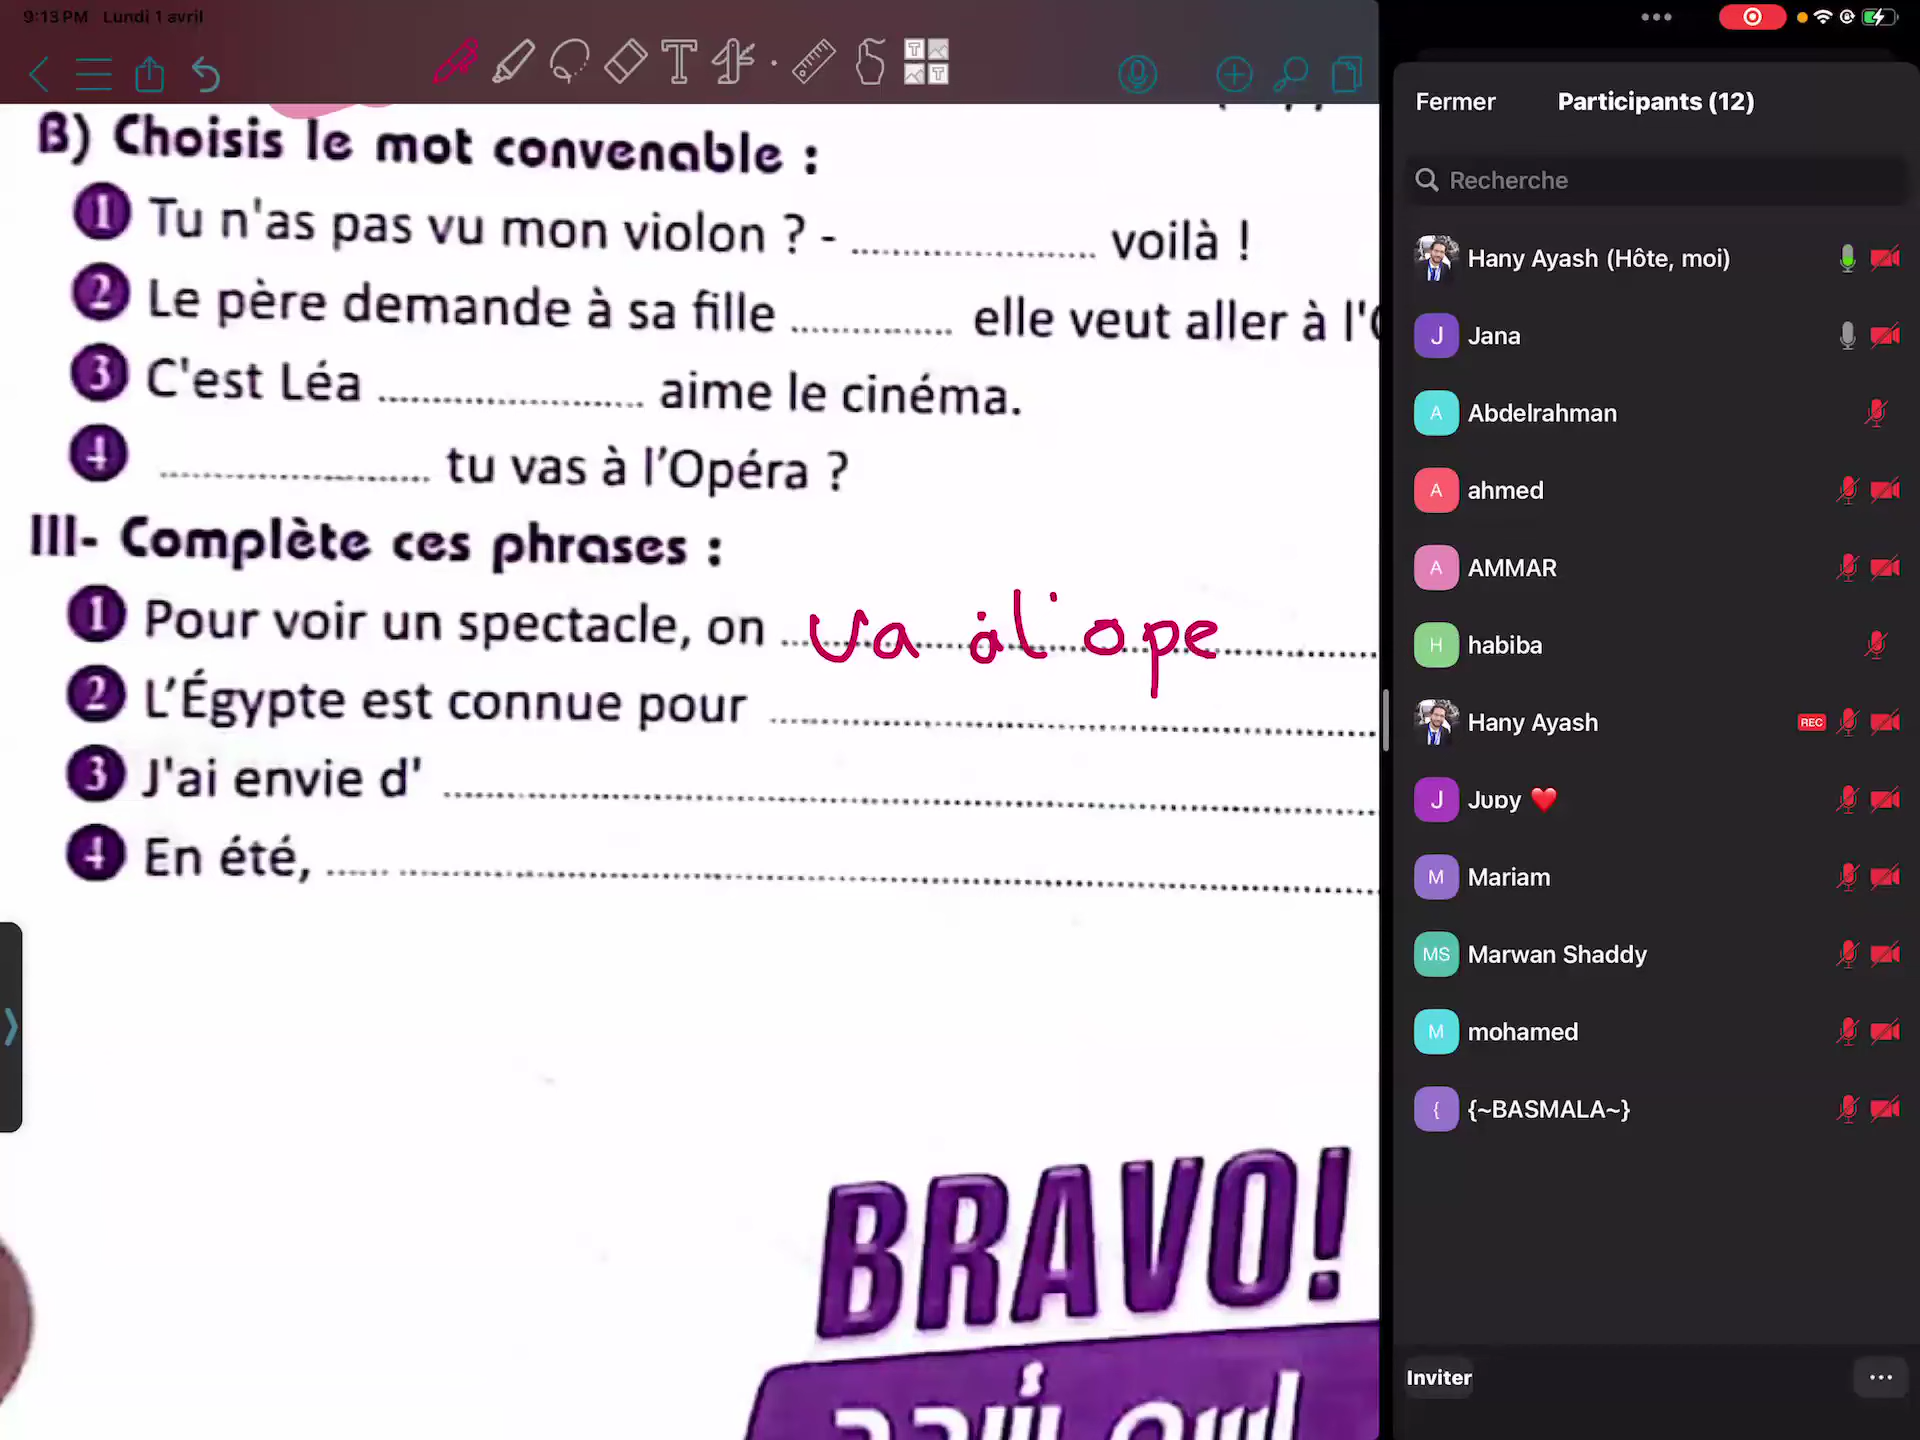 9:13 PM Lundi 1 avril
B) Choisis le mot convenable :
1 Tu n'as pas vu mon violon ? - ........................ voilà !
2 Le père demande à sa fille ................ elle veut aller à l'
3 C'est Léa .......................... aime le cinéma.
4 ........................... tu vas à l’Opéra ?
III- Complète ces phrases :
1 Pour voir un spectacle, on va à l'ope
2 L’Égypte est connue pour ........................
3 J'ai envie d' ........................
4 En été, ........................
BRAVO!
Fermer Participants (12)
Recherche
Hany Ayash (Hôte, moi)
J Jana
A Abdelrahman
A ahmed
A AMMAR
H habiba
Hany Ayash REC
J Jυɒy ❤️
M Mariam
MS Marwan Shaddy
M mohamed
{ {~BASMALA~}
Inviter